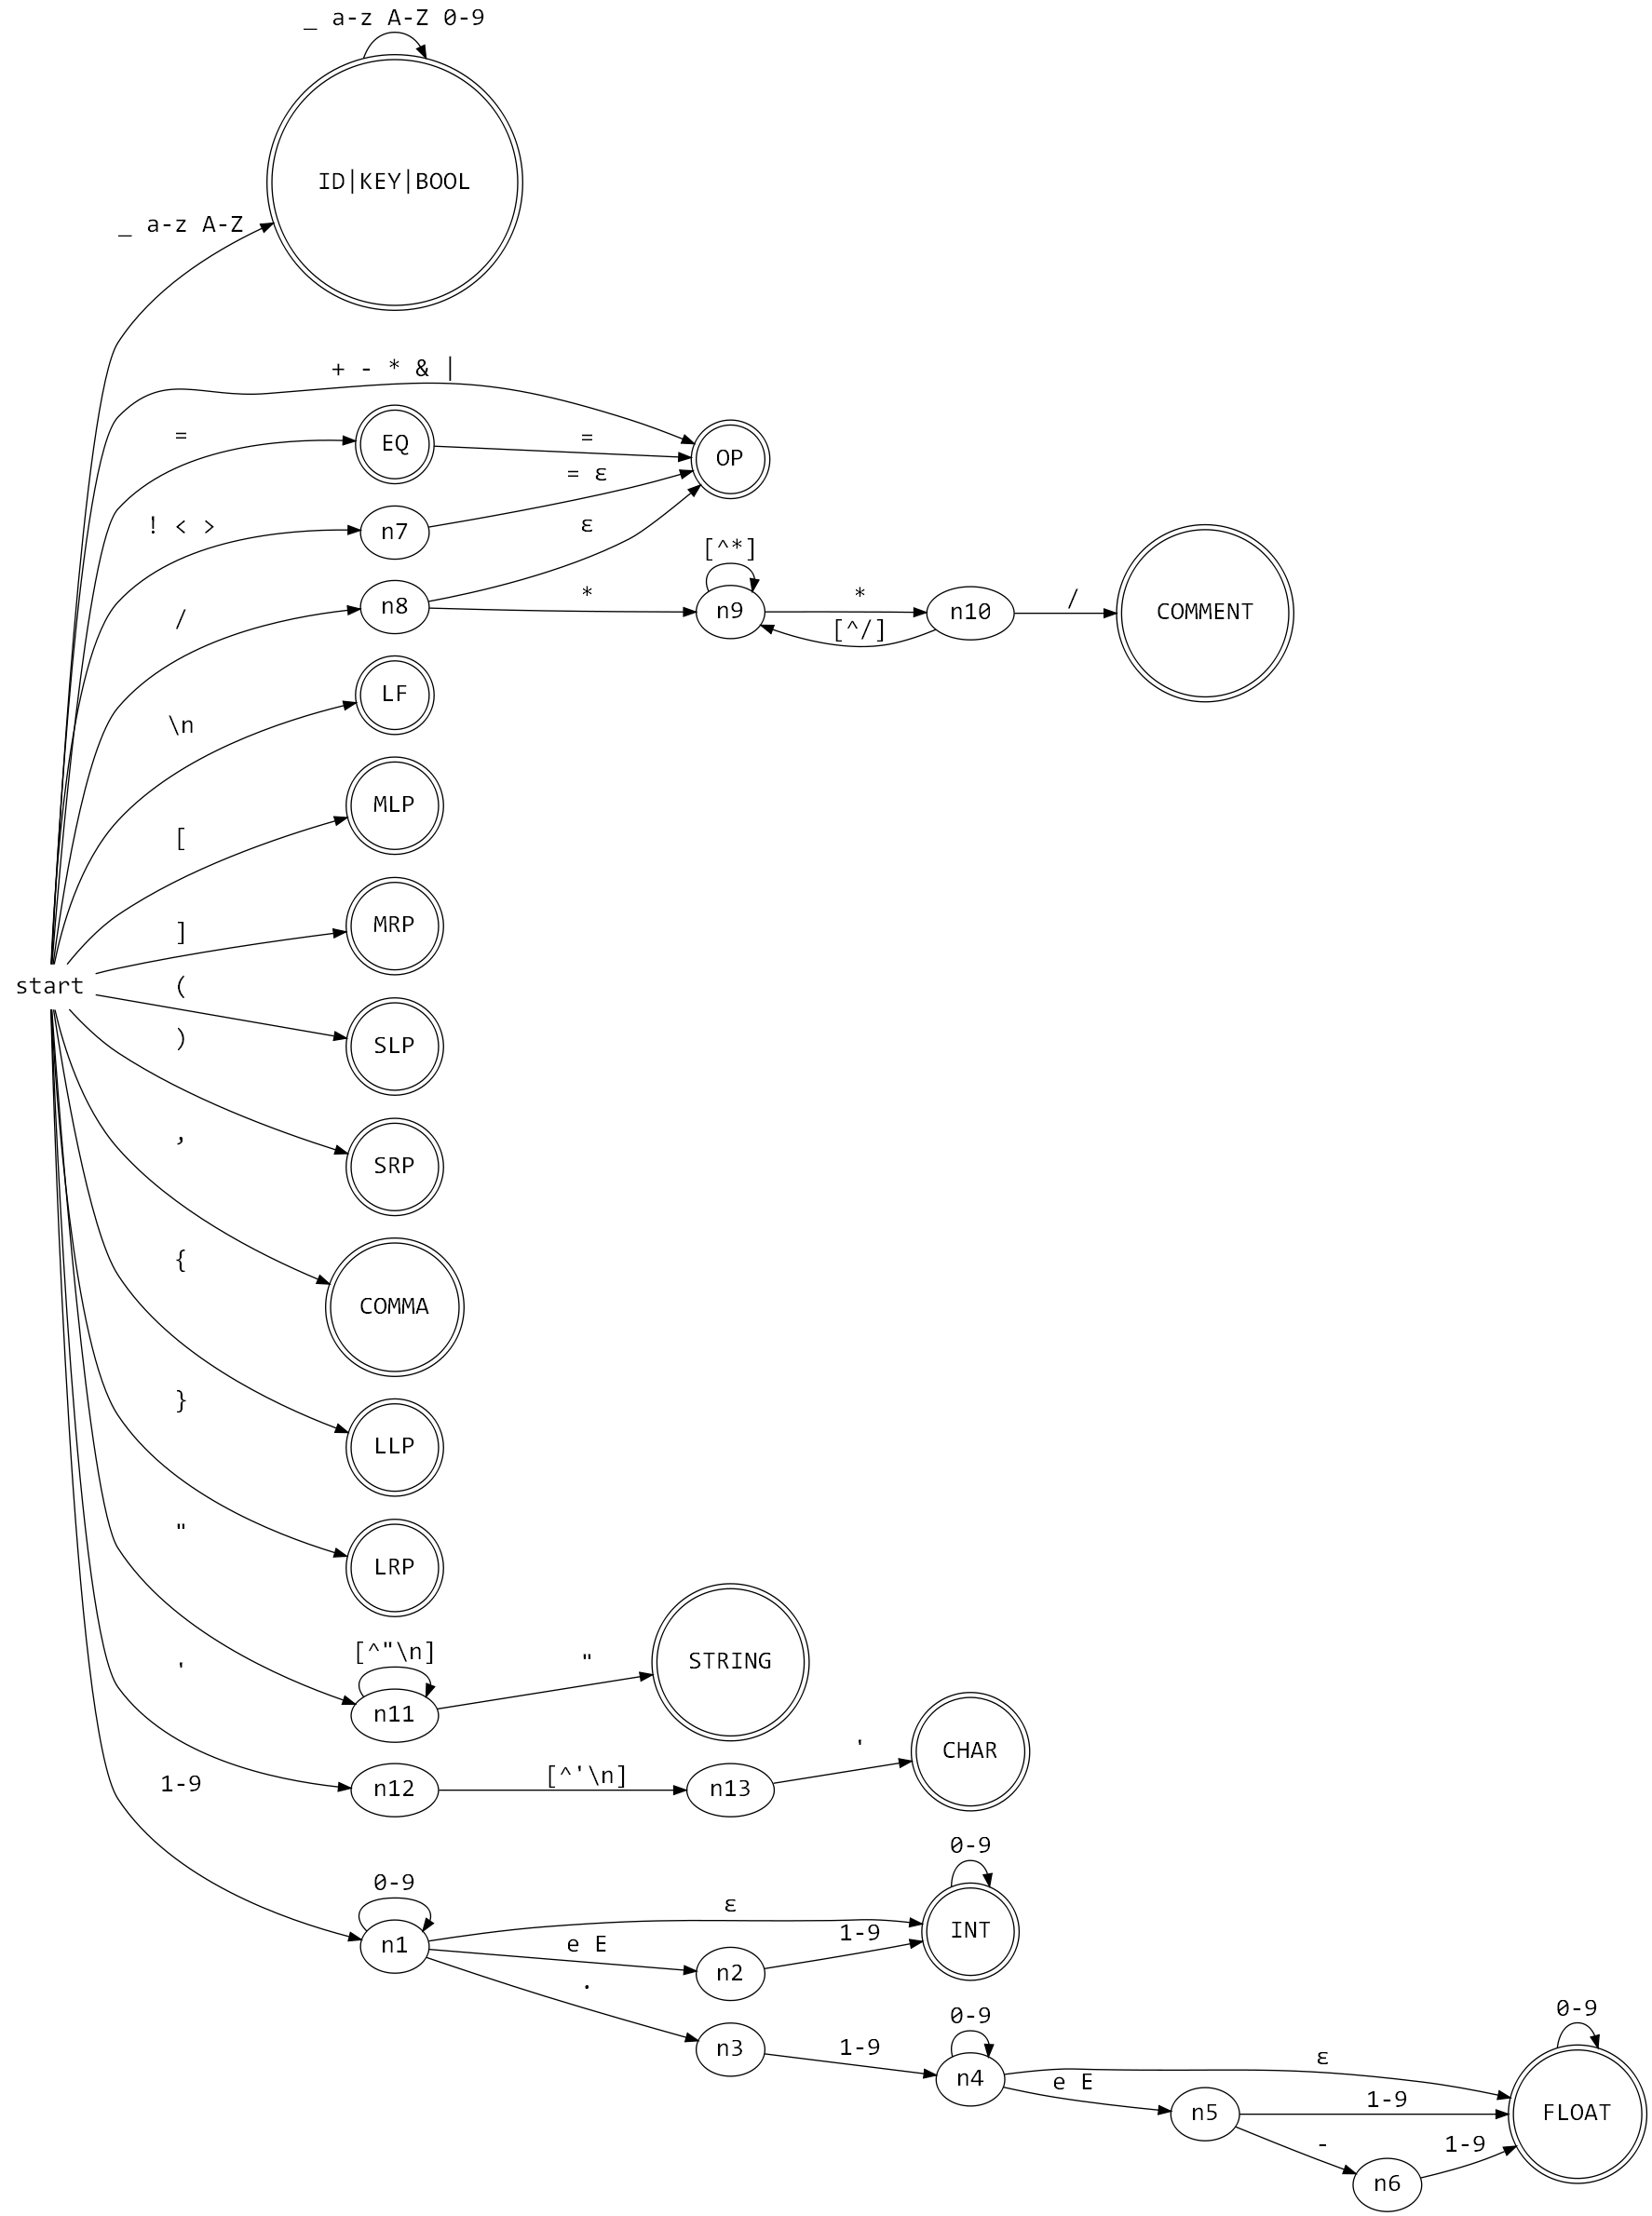 _ a-z A-Z 0-9
ID|KEY|BOOL
_ a-z A-Z
+ - * & |
=
EQ
=
OP
= ε
! < >
n7
ε
[^*]
/
n8
*
n9
*
n10
/
COMMENT
[^/]
\n
LF
[
MLP
]
MRP
start
(
SLP
)
SRP
,
COMMA
{
LLP
}
LRP
"
[^"\n]
n11
"
STRING
'
n12
[^'\n]
n13
'
CHAR
1-9
0-9
n1
ε
0-9
INT
e E
n2
1-9
.
n3
1-9
0-9
n4
ε
0-9
FLOAT
e E
n5
1-9
-
n6
1-9